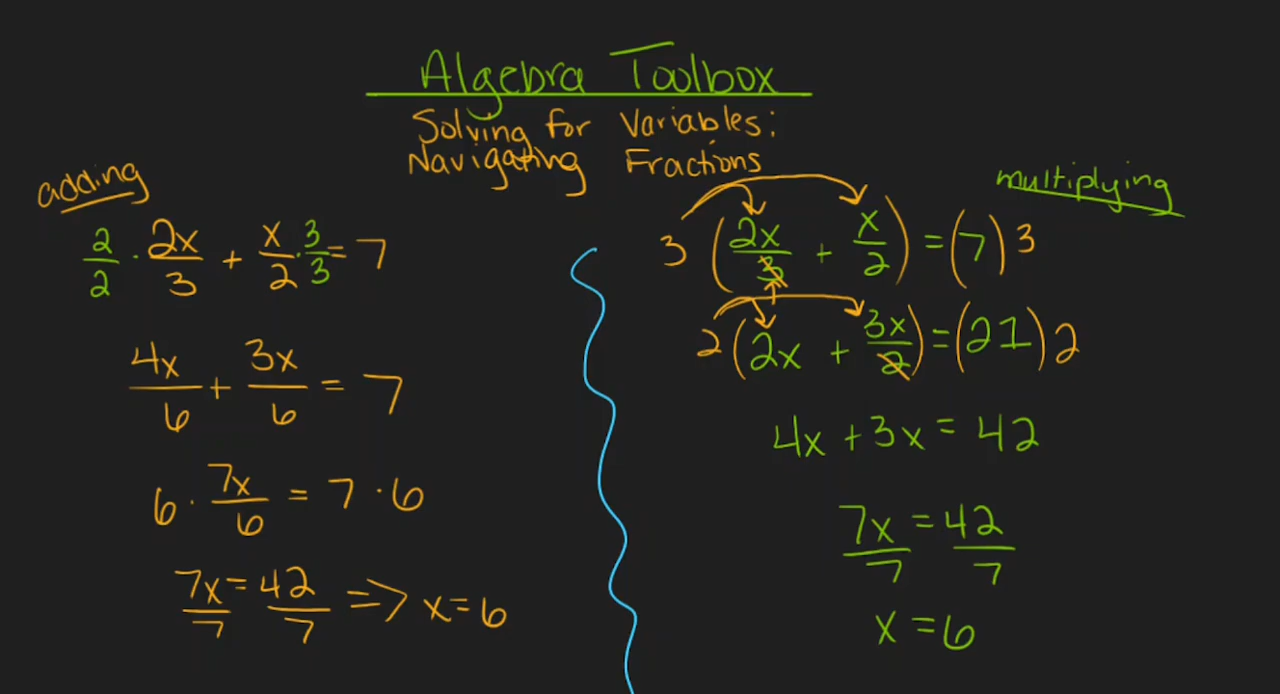 Algebra Toolbox
Solving for Variables:
Navigating Fractions
adding
2/2 · 2x/3 + x/2 · 3/3 = 7
4x/6 + 3x/6 = 7
6 · 7x/6 = 7 · 6
7x/7 = 42/7 => x = 6
multiplying
3 (2x/3 + x/2) = (7) 3
2 (2x + 3x/2) = (21) 2
4x + 3x = 42
7x/7 = 42/7
x = 6